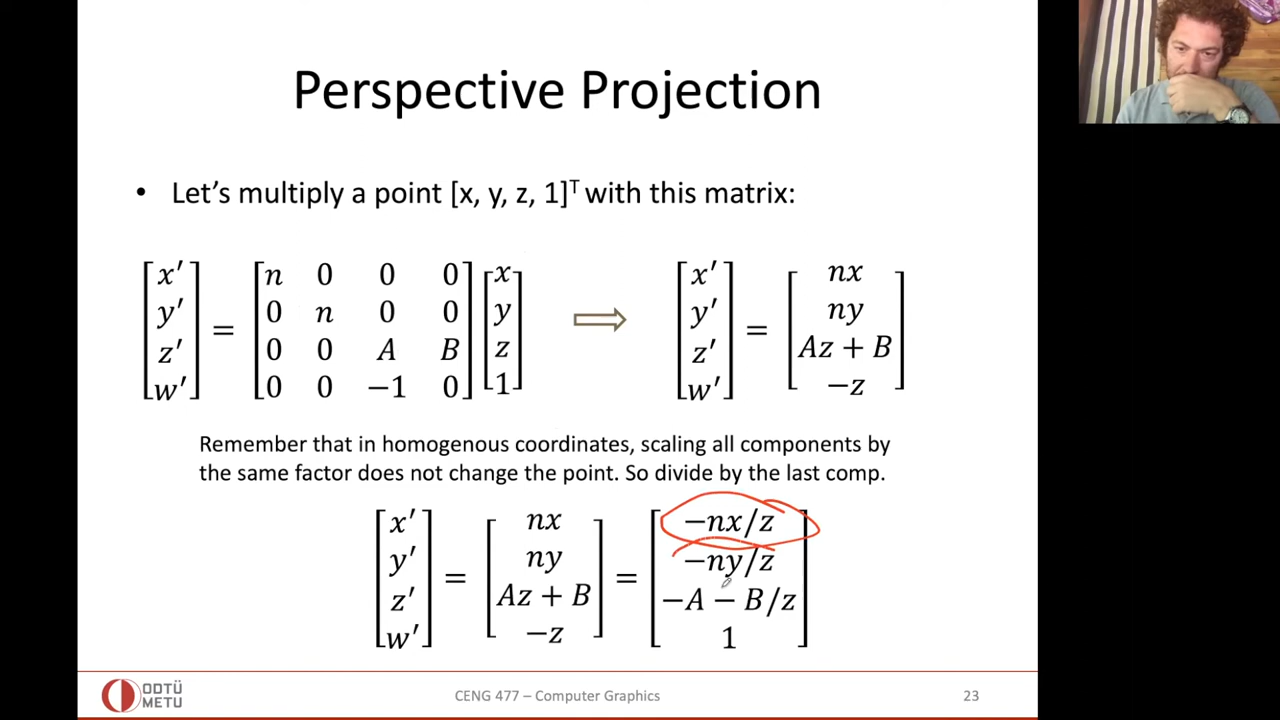 Perspective Projection
• Let's multiply a point [x, y, z, 1]ᵀ with this matrix:
[x′ y′ z′ w′] = [n 0 0 0; 0 n 0 0; 0 0 A B; 0 0 −1 0] [x y z 1] ⇒ [x′ y′ z′ w′] = [nx ny Az + B −z]
Remember that in homogenous coordinates, scaling all components by
the same factor does not change the point. So divide by the last comp.
[x′ y′ z′ w′] = [nx ny Az + B −z] = [−nx/z −ny/z −A − B/z 1]
ODTÜ
METU
CENG 477 – Computer Graphics
23